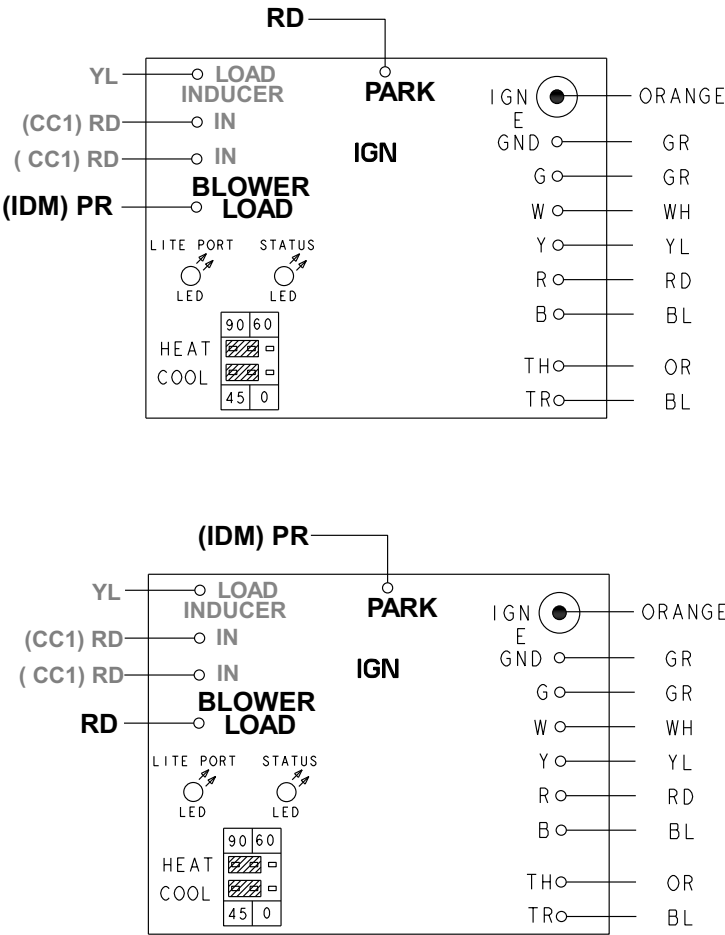 RD
YL
LOAD
INDUCER
PARK
IGN
E
ORANGE
(CC1) RD
IN
GND
GR
( CC1) RD
IN
IGN
G
GR
(IDM) PR
BLOWER
LOAD
W
WH
LITE PORT
STATUS
Y
YL
LED
LED
R
RD
90
60
B
BL
HEAT
COOL
TH
OR
45
0
TR
BL
(IDM) PR
YL
LOAD
INDUCER
PARK
IGN
E
ORANGE
(CC1) RD
IN
GND
GR
( CC1) RD
IN
IGN
G
GR
RD
BLOWER
LOAD
W
WH
LITE PORT
STATUS
Y
YL
LED
LED
R
RD
90
60
B
BL
HEAT
COOL
TH
OR
45
0
TR
BL